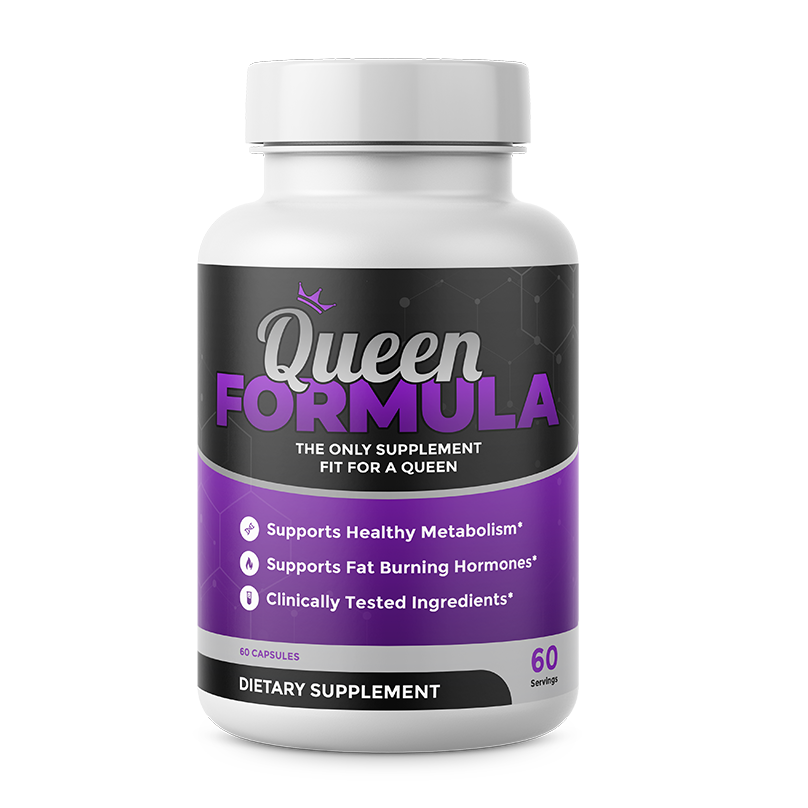 Queen
FORMULA
THE ONLY SUPPLEMENT
FIT FOR A QUEEN
Supports Healthy Metabolism*
Supports Fat Burning Hormones*
Clinically Tested Ingredients*
60 CAPSULES
60
Servings
DIETARY SUPPLEMENT